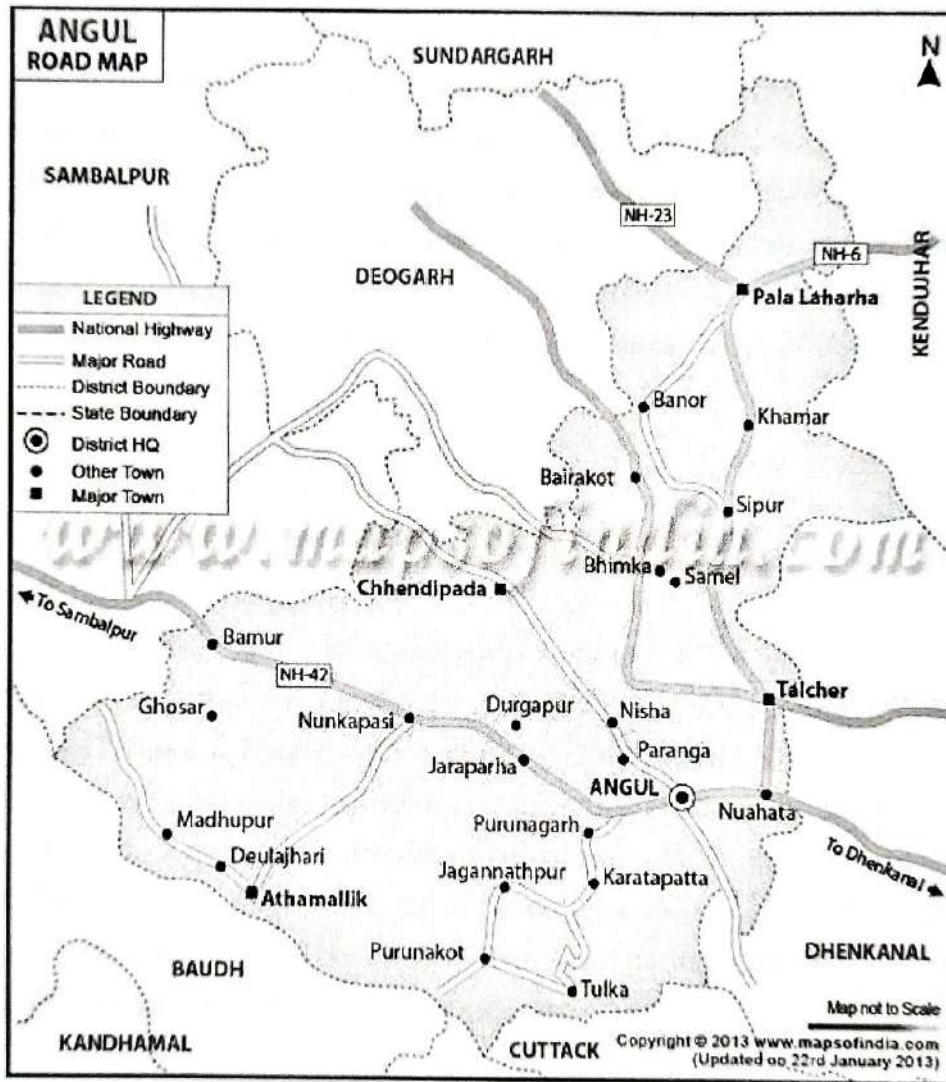 ANGUL
ROAD MAP
SUNDARGARH
N
SAMBALPUR
NH-23
KENDUJHAR
NH-6
DEOGARH
Pala Laharha
LEGEND
National Highway
Major Road
District Boundary
State Boundary
District HQ
Other Town
Major Town
Banor
Khamar
Bairakot
Sipur
www.mapsofindia.com
Bhimka
Samel
Chhendipada
To Sambalpur
Bamur
NH-42
Talcher
Ghosar
Nunkapasi
Durgapur
Nisha
Jaraparha
Paranga
ANGUL
Nuahata
Purunagarh
Madhupur
To Dhenkanal
Deulajhari
Jagannathpur
Karatapatta
Athamallik
Purunakot
DHENKANAL
BAUDH
Tulka
Map not to Scale
KANDHAMAL
CUTTACK
Copyright © 2013 www.mapsofindia.com
(Updated on 22rd January 2013)